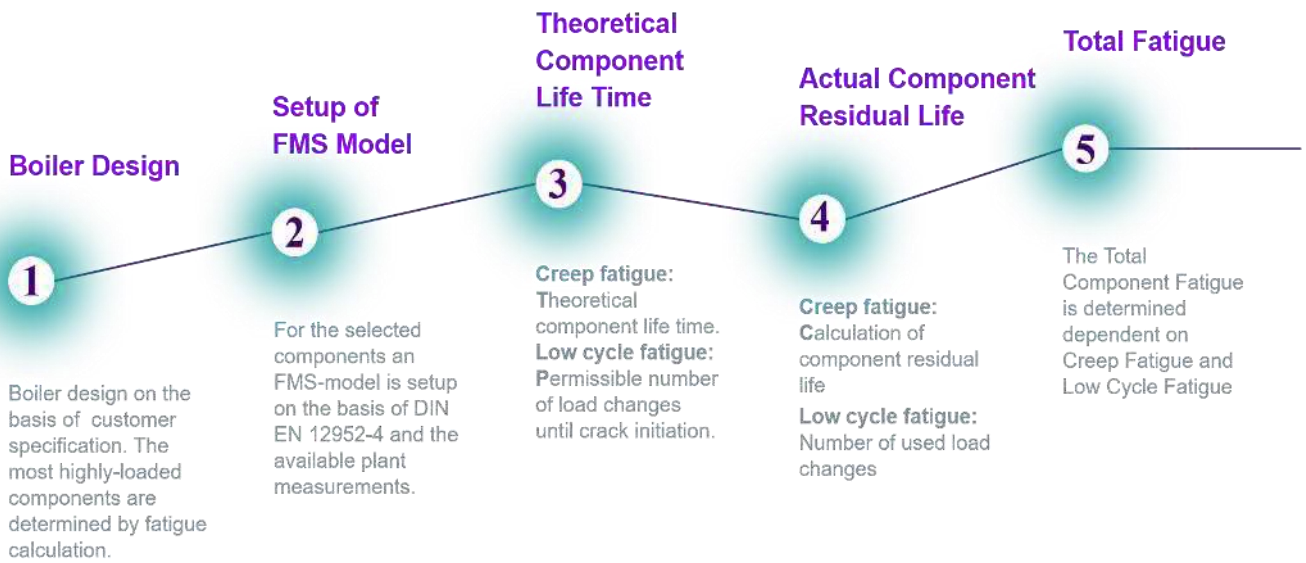 Boiler Design
1
Boiler design on the
basis of customer
specification. The
most highly-loaded
components are
determined by fatigue
calculation.
Setup of
FMS Model
2
For the selected
components an
FMS-model is setup
on the basis of DIN
EN 12952-4 and the
available plant
measurements.
Theoretical
Component
Life Time
3
Creep fatigue:
Theoretical
component life time.
Low cycle fatigue:
Permissible number
of load changes
until crack initiation.
Actual Component
Residual Life
4
Creep fatigue:
Calculation of
component residual
life
Low cycle fatigue:
Number of used load
changes
Total Fatigue
5
The Total
Component Fatigue
is determined
dependent on
Creep Fatigue and
Low Cycle Fatigue